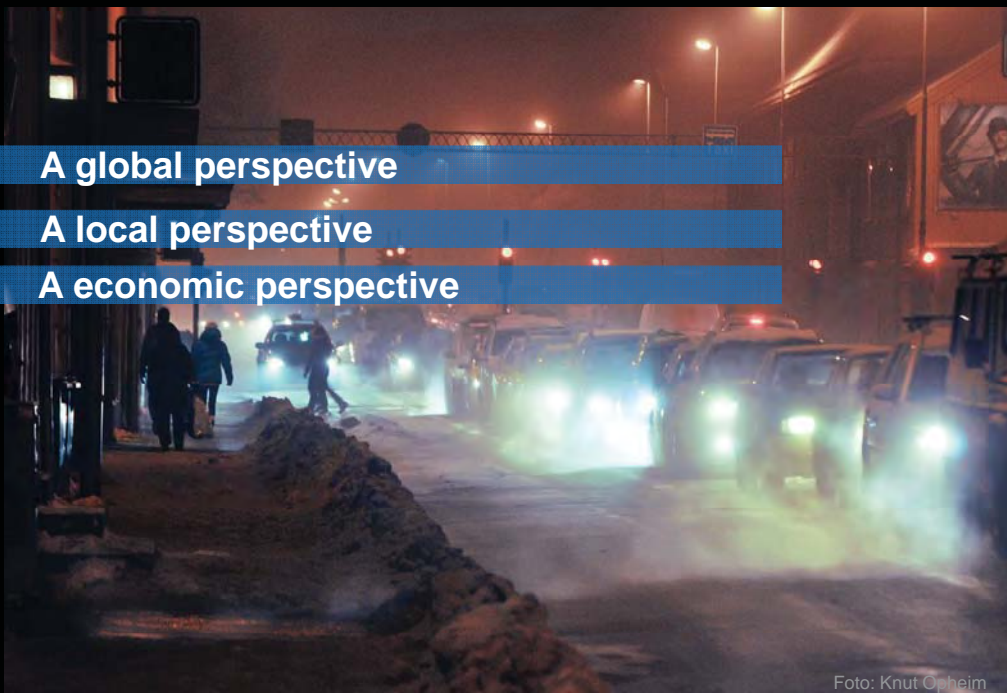 A global perspective
A local perspective
A economic perspective
Foto: Knut Opheim